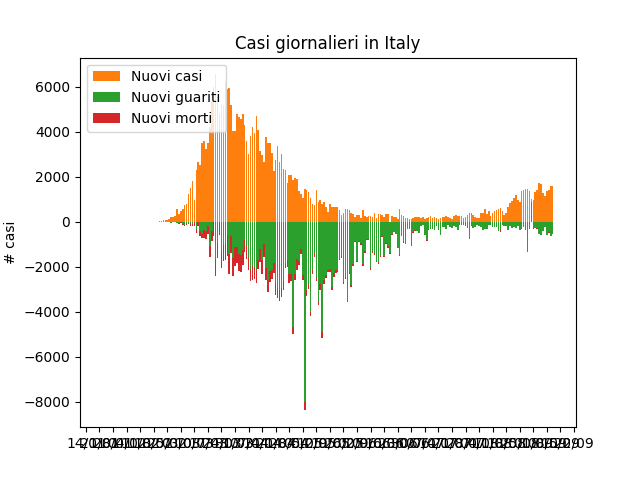 Casi giornalieri in Italy
Nuovi casi
Nuovi guariti
Nuovi morti
6000
4000
2000
0
−2000
−4000
−6000
−8000
# casi